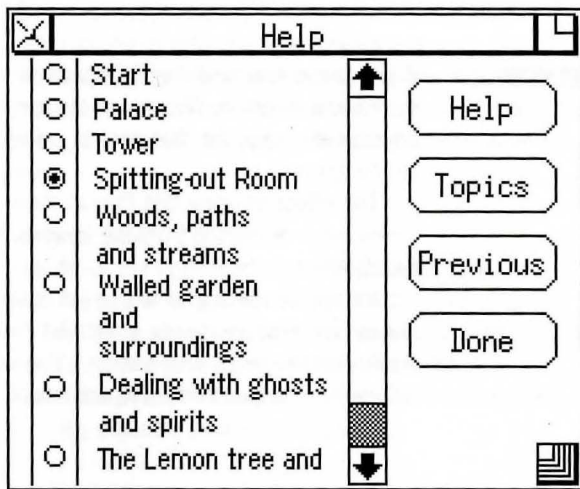 Help
Start
Palace
Tower
Spitting-out Room
Woods, paths
and streams
Walled garden
and
surroundings
Dealing with ghosts
and spirits
The Lemon tree and
Help
Topics
Previous
Done